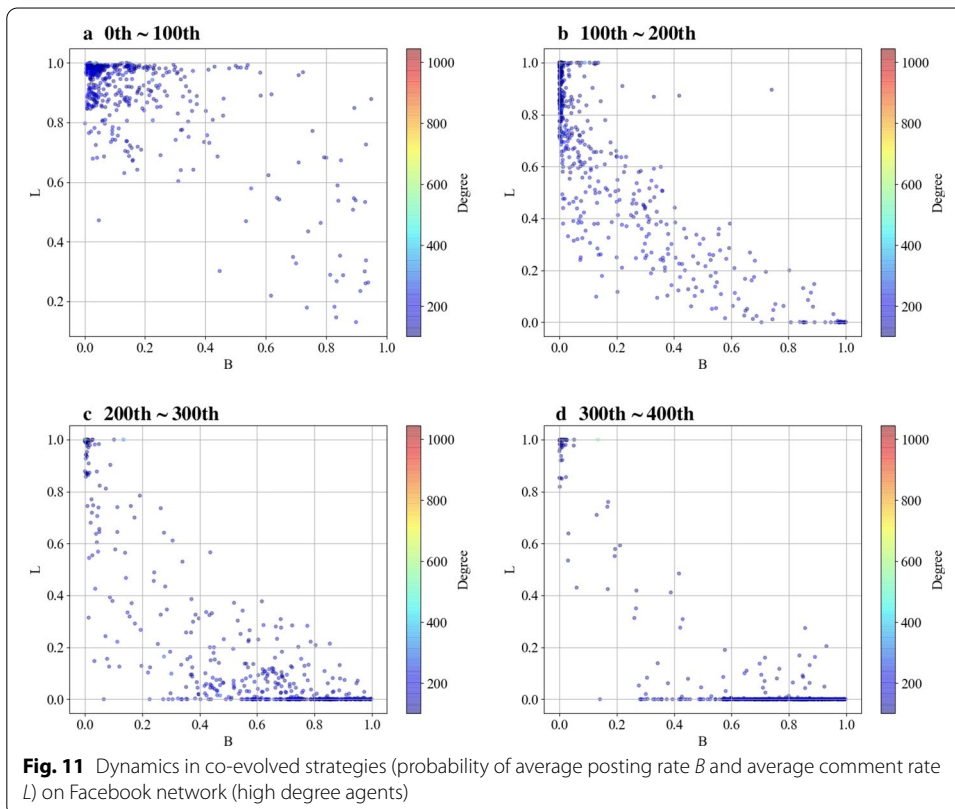 a 0th ~ 100th
1.0
0.8
0.6
0.4
0.2
L
0.0 0.2 0.4 0.6 0.8 1.0
B
1000
800
600
400
200
Degree
b 100th ~ 200th
1.0
0.8
0.6
0.4
0.2
0.0
L
0.0 0.2 0.4 0.6 0.8 1.0
B
1000
800
600
400
200
Degree
c 200th ~ 300th
1.0
0.8
0.6
0.4
0.2
0.0
L
0.0 0.2 0.4 0.6 0.8 1.0
B
1000
800
600
400
200
Degree
d 300th ~ 400th
1.0
0.8
0.6
0.4
0.2
0.0
L
0.0 0.2 0.4 0.6 0.8 1.0
B
1000
800
600
400
200
Degree
Fig. 11 Dynamics in co-evolved strategies (probability of average posting rate B and average comment rate
L) on Facebook network (high degree agents)